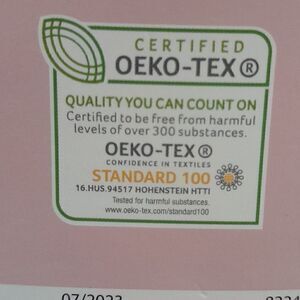 CERTIFIED
OEKO-TEX®
QUALITY YOU CAN COUNT ON
Certified to be free from harmful
levels of over 300 substances.
OEKO-TEX®
CONFIDENCE IN TEXTILES
STANDARD 100
16.HUS.94517 HOHENSTEIN HTTI
Tested for harmful substances.
www.oeko-tex.com/standard100
07/2023